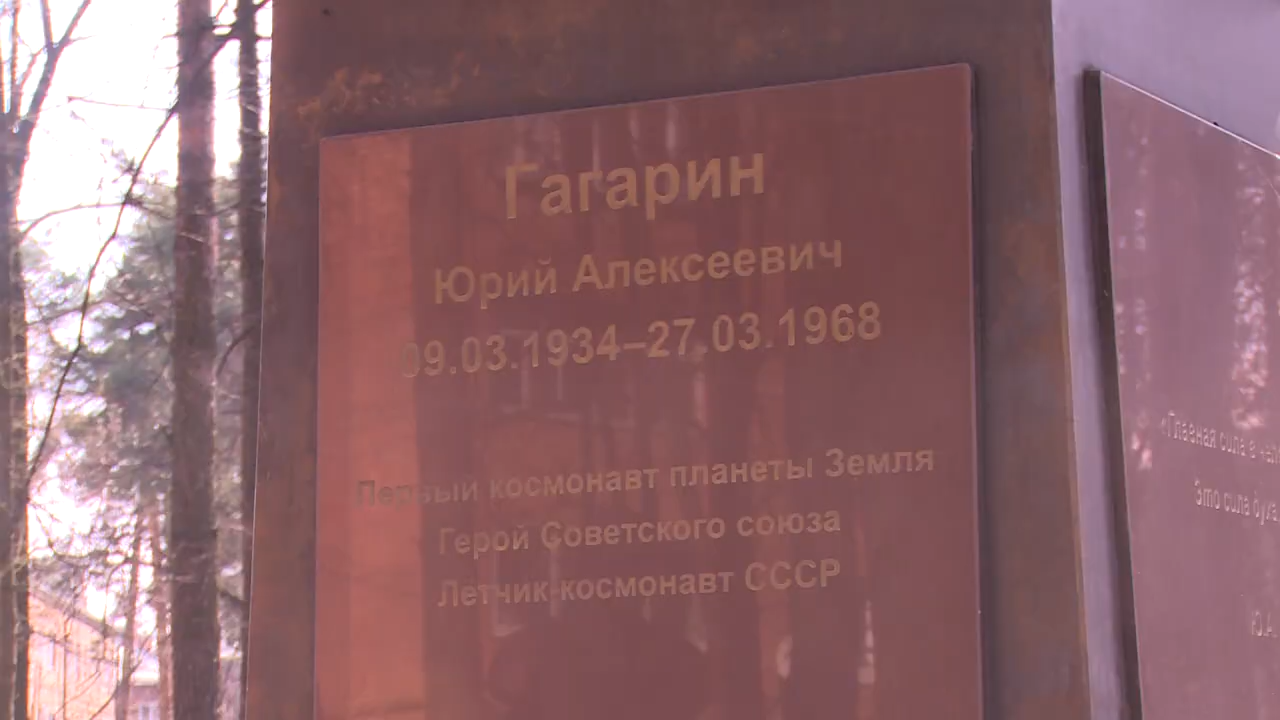 Гагарин
Юрий Алексеевич
09.03.1934–27.03.1968
Первый космонавт планеты Земля
Герой Советского союза
Летчик-космонавт СССР
«Главная сила в
Это сила духа
Ю.А.